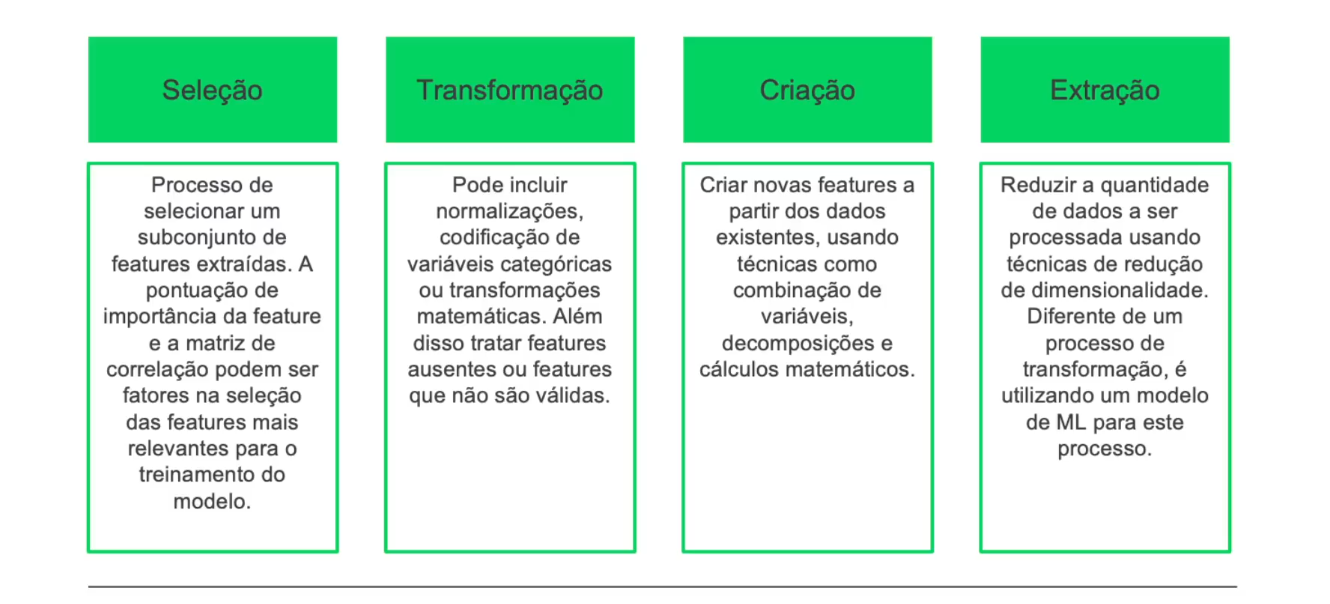 Seleção
Processo de
selecionar um
subconjunto de
features extraídas. A
pontuação de
importância da feature
e a matriz de
correlação podem ser
fatores na seleção
das features mais
relevantes para o
treinamento do
modelo.
Transformação
Pode incluir
normalizações,
codificação de
variáveis categóricas
ou transformações
matemáticas. Além
disso tratar features
ausentes ou features
que não são válidas.
Criação
Criar novas features a
partir dos dados
existentes, usando
técnicas como
combinação de
variáveis,
decomposições e
cálculos matemáticos.
Extração
Reduzir a quantidade
de dados a ser
processada usando
técnicas de redução
de dimensionalidade.
Diferente de um
processo de
transformação, é
utilizando um modelo
de ML para este
processo.